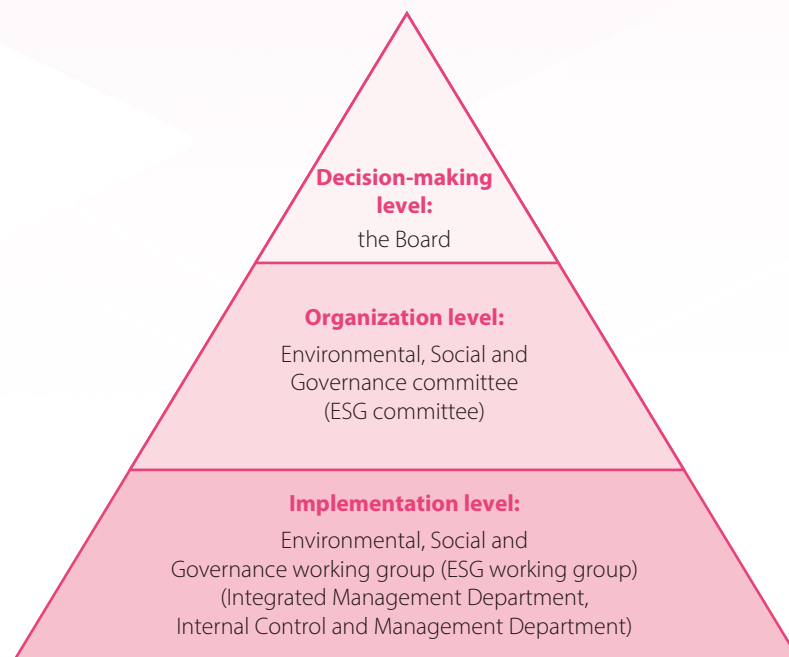 Decision-making
level:
the Board
Organization level:
Environmental, Social and
Governance committee
(ESG committee)
Implementation level:
Environmental, Social and
Governance working group (ESG working group)
(Integrated Management Department,
Internal Control and Management Department)